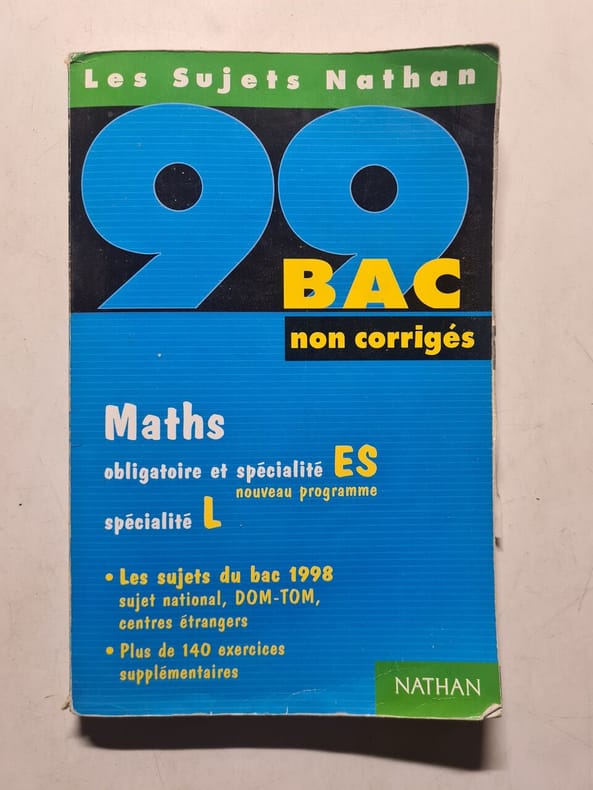 Les Sujets Nathan
99
BAC
non corrigés
Maths
obligatoire et spécialité ES
nouveau programme
spécialité L
• Les sujets du bac 1998
sujet national, DOM-TOM,
centres étrangers
• Plus de 140 exercices
supplémentaires
NATHAN